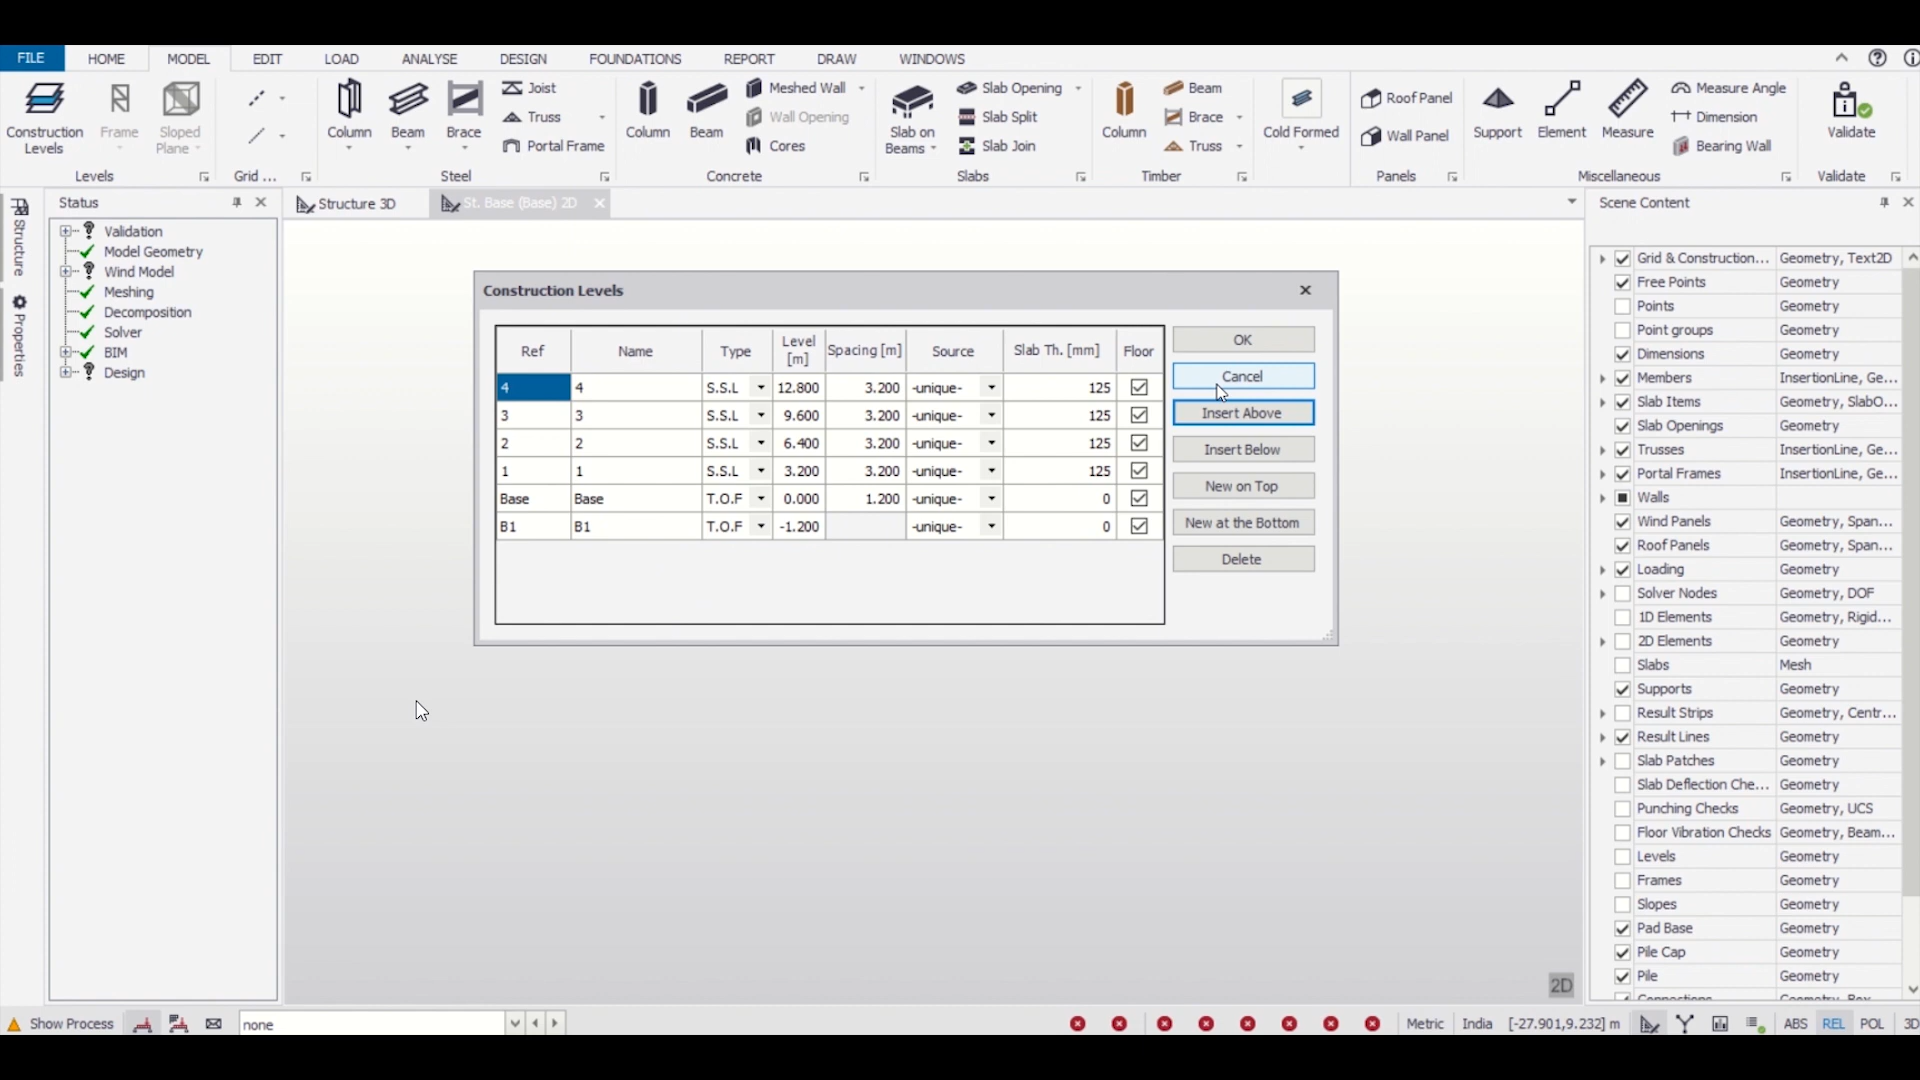 FILE HOME MODEL EDIT LOAD ANALYSE DESIGN FOUNDATIONS REPORT DRAW WINDOWS
Construction Levels
Frame
Sloped Plane
Levels
Grid ...
Column
Beam
Brace
Joist
Truss
Portal Frame
Steel
Column
Beam
Meshed Wall
Wall Opening
Cores
Concrete
Slab on Beams
Slab Opening
Slab Split
Slab Join
Slabs
Column
Beam
Brace
Truss
Timber
Cold Formed
Roof Panel
Wall Panel
Panels
Support
Element
Measure
Measure Angle
Dimension
Bearing Wall
Miscellaneous
Validate
Validate
Structure
Properties
Status
Validation
Model Geometry
Wind Model
Meshing
Decomposition
Solver
BIM
Design
Structure 3D
St. Base (Base) 2D
Construction Levels
Ref Name Type Level [m] Spacing [m] Source Slab Th. [mm] Floor
4 4 S.S.L 12.800 3.200 -unique- 125
3 3 S.S.L 9.600 3.200 -unique- 125
2 2 S.S.L 6.400 3.200 -unique- 125
1 1 S.S.L 3.200 3.200 -unique- 125
Base Base T.O.F 0.000 1.200 -unique- 0
B1 B1 T.O.F -1.200 -unique- 0
OK
Cancel
Insert Above
Insert Below
New on Top
New at the Bottom
Delete
2D
Scene Content
Grid & Construction... Geometry, Text2D
Free Points Geometry
Points Geometry
Point groups Geometry
Dimensions Geometry
Members InsertionLine, Ge...
Slab Items Geometry, SlabO...
Slab Openings Geometry
Trusses InsertionLine, Ge...
Portal Frames InsertionLine, Ge...
Walls
Wind Panels Geometry, Span...
Roof Panels Geometry, Span...
Loading Geometry
Solver Nodes Geometry, DOF
1D Elements Geometry, Rigid...
2D Elements Geometry
Slabs Mesh
Supports Geometry
Result Strips Geometry, Centr...
Result Lines Geometry
Slab Patches Geometry
Slab Deflection Che... Geometry
Punching Checks Geometry, UCS
Floor Vibration Checks Geometry, Beam...
Levels Geometry
Frames Geometry
Slopes Geometry
Pad Base Geometry
Pile Cap Geometry
Pile Geometry
Connections Geometry, Box
Show Process none Metric India [-27.901,9.232] m ABS REL POL 3D